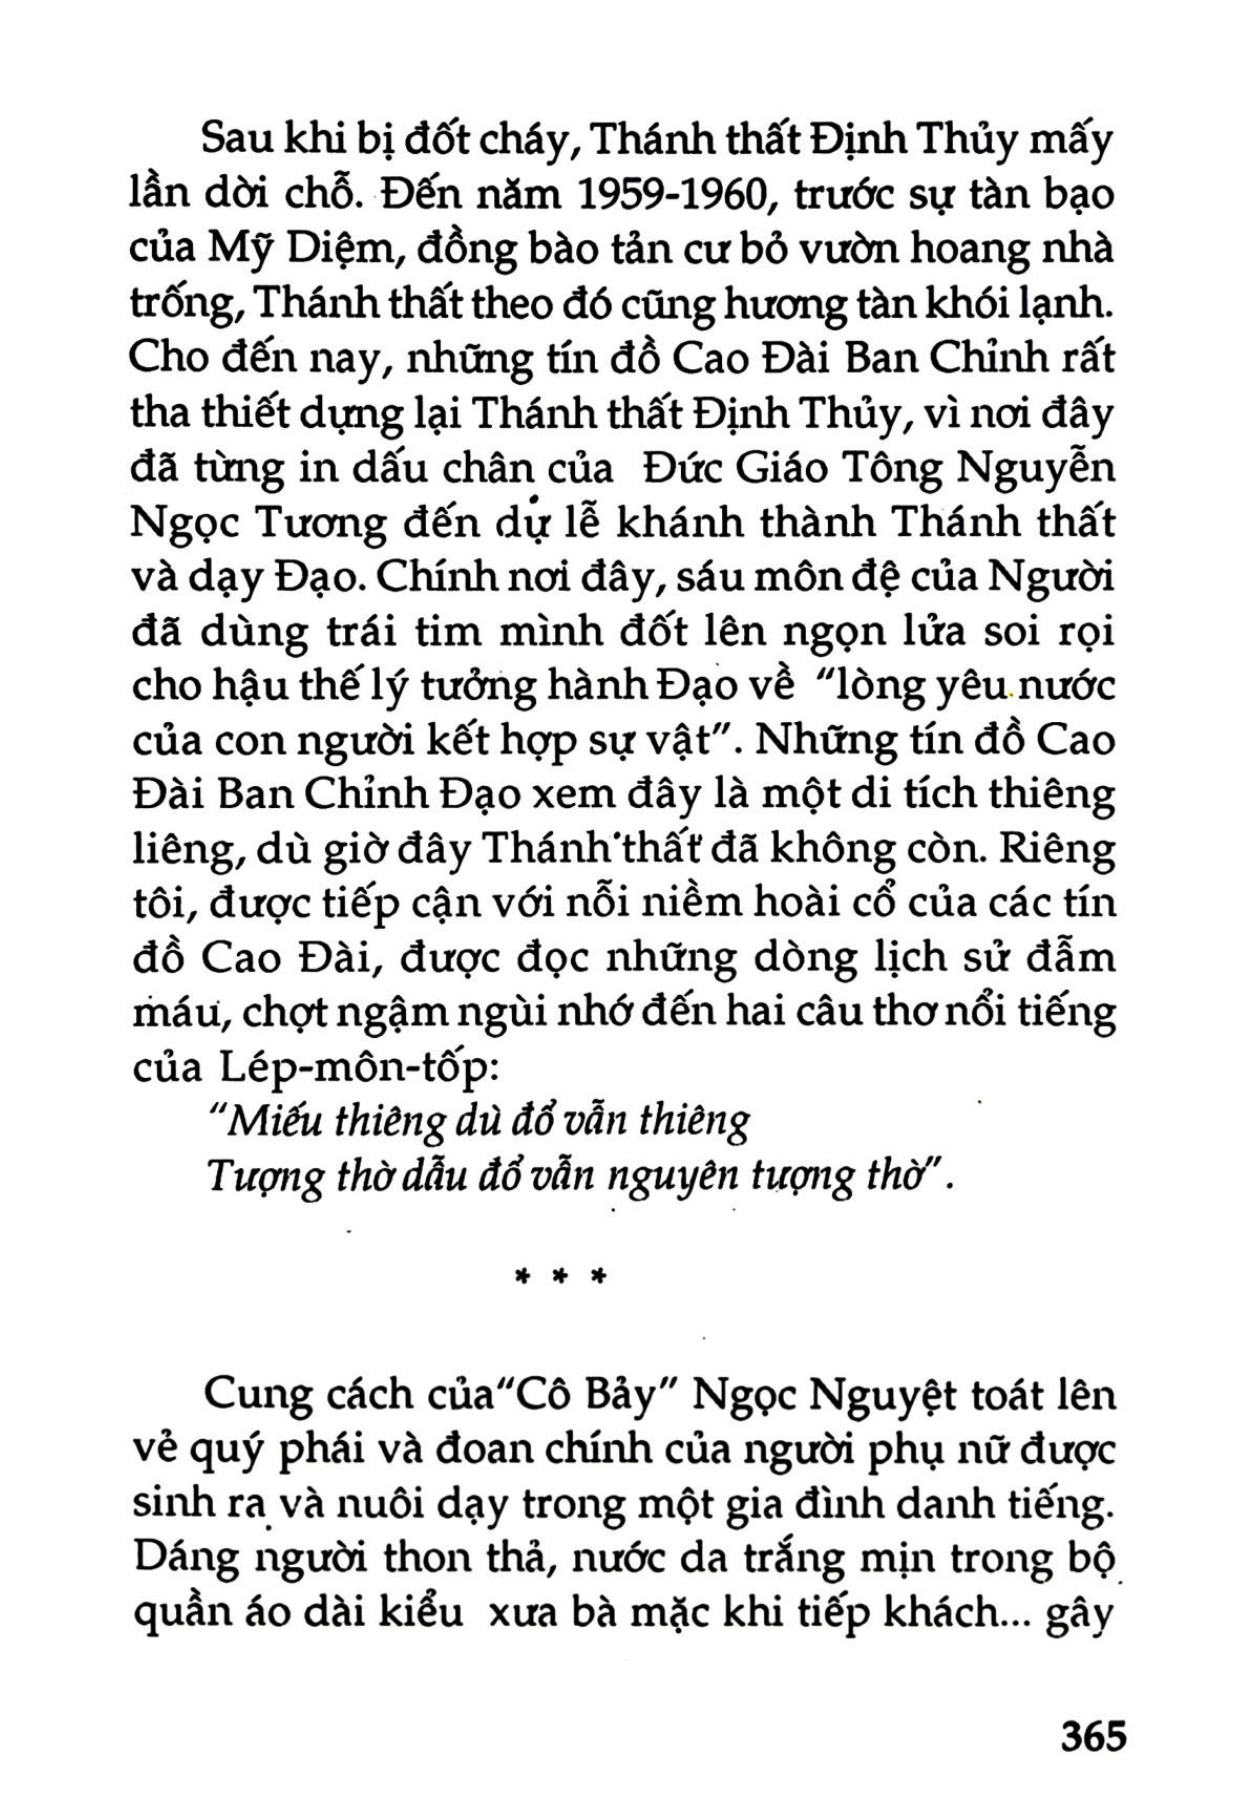 Sau khi bị đốt cháy, Thánh thất Định Thủy mấy
lần dời chỗ. Đến năm 1959-1960, trước sự tàn bạo
của Mỹ Diệm, đồng bào tản cư bỏ vườn hoang nhà
trống, Thánh thất theo đó cũng hương tàn khói lạnh.
Cho đến nay, những tín đồ Cao Đài Ban Chỉnh rất
tha thiết dựng lại Thánh thất Định Thủy, vì nơi đây
đã từng in dấu chân của Đức Giáo Tông Nguyễn
Ngọc Tương đến dự lễ khánh thành Thánh thất
và dạy Đạo. Chính nơi đây, sáu môn đệ của Người
đã dùng trái tim mình đốt lên ngọn lửa soi rọi
cho hậu thế lý tưởng hành Đạo về "lòng yêu nước
của con người kết hợp sự vật". Những tín đồ Cao
Đài Ban Chỉnh Đạo xem đây là một di tích thiêng
liêng, dù giờ đây Thánh thất đã không còn. Riêng
tôi, được tiếp cận với nỗi niềm hoài cổ của các tín
đồ Cao Đài, được đọc những dòng lịch sử đẫm
máu, chợt ngậm ngùi nhớ đến hai câu thơ nổi tiếng
của Lép-môn-tốp:
"Miếu thiêng dù đổ vẫn thiêng
Tượng thờ dẫu đổ vẫn nguyên tượng thờ".
* * *
Cung cách của"Cô Bảy" Ngọc Nguyệt toát lên
vẻ quý phái và đoan chính của người phụ nữ được
sinh ra và nuôi dạy trong một gia đình danh tiếng.
Dáng người thon thả, nước da trắng mịn trong bộ
quần áo dài kiểu xưa bà mặc khi tiếp khách... gây
365